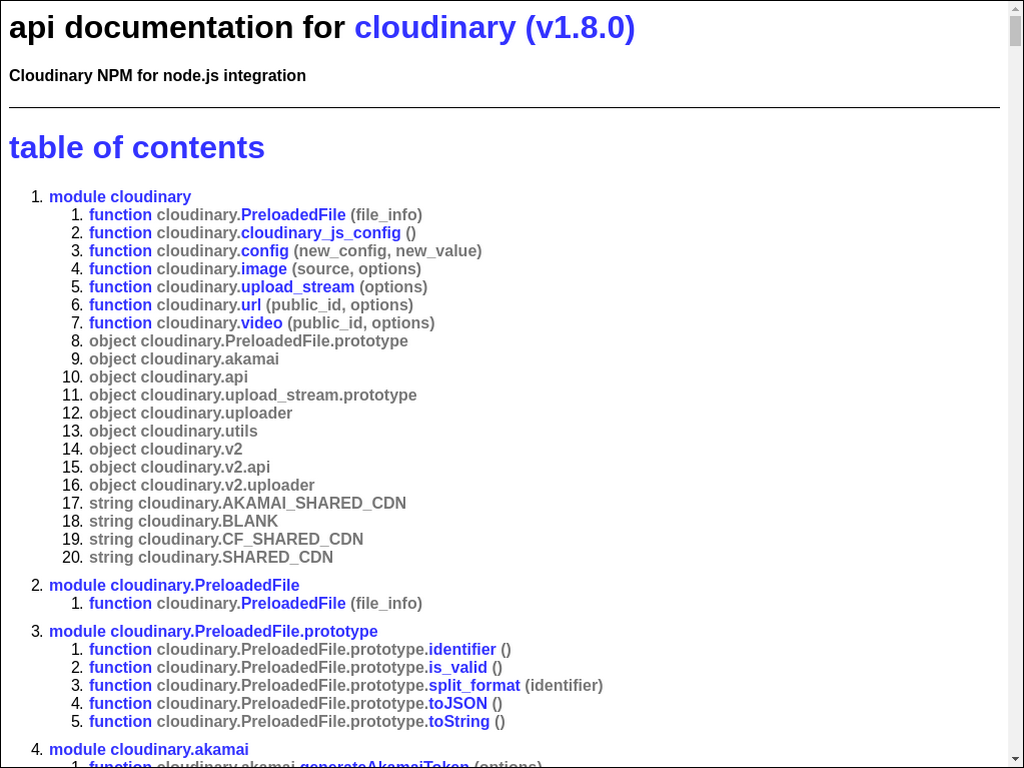 api documentation for cloudinary (v1.8.0)
Cloudinary NPM for node.js integration
table of contents
1. module cloudinary
1. function cloudinary.PreloadedFile (file_info)
2. function cloudinary.cloudinary_js_config ()
3. function cloudinary.config (new_config, new_value)
4. function cloudinary.image (source, options)
5. function cloudinary.upload_stream (options)
6. function cloudinary.url (public_id, options)
7. function cloudinary.video (public_id, options)
8. object cloudinary.PreloadedFile.prototype
9. object cloudinary.akamai
10. object cloudinary.api
11. object cloudinary.upload_stream.prototype
12. object cloudinary.uploader
13. object cloudinary.utils
14. object cloudinary.v2
15. object cloudinary.v2.api
16. object cloudinary.v2.uploader
17. string cloudinary.AKAMAI_SHARED_CDN
18. string cloudinary.BLANK
19. string cloudinary.CF_SHARED_CDN
20. string cloudinary.SHARED_CDN
2. module cloudinary.PreloadedFile
1. function cloudinary.PreloadedFile (file_info)
3. module cloudinary.PreloadedFile.prototype
1. function cloudinary.PreloadedFile.prototype.identifier ()
2. function cloudinary.PreloadedFile.prototype.is_valid ()
3. function cloudinary.PreloadedFile.prototype.split_format (identifier)
4. function cloudinary.PreloadedFile.prototype.toJSON ()
5. function cloudinary.PreloadedFile.prototype.toString ()
4. module cloudinary.akamai
1. function cloudinary.akamai.generateAkamaiToken (options)